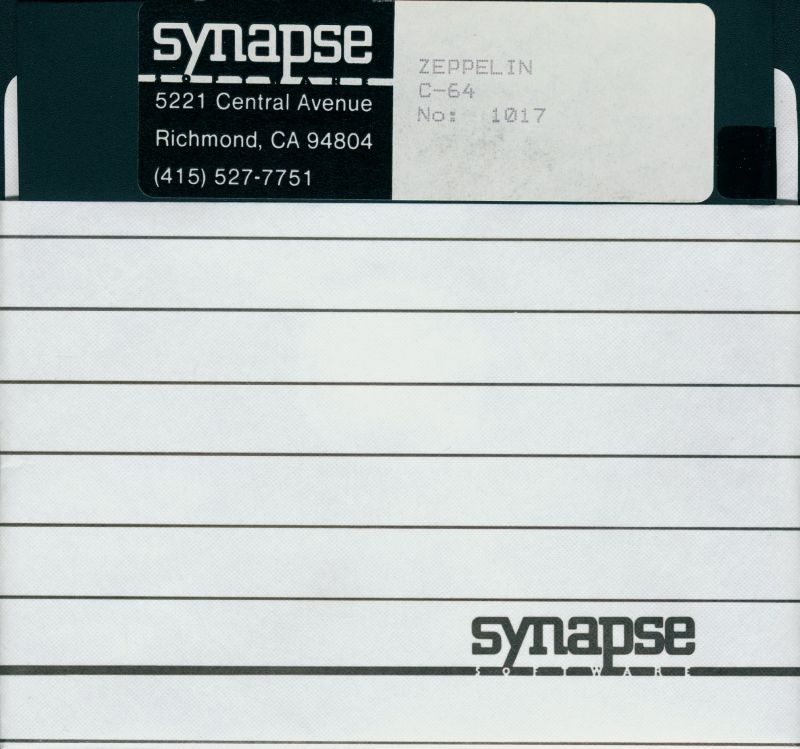 synapse
5221 Central Avenue
Richmond, CA 94804
(415) 527-7751
ZEPPELIN
C-64
No: 1017
synapse
SOFTWARE